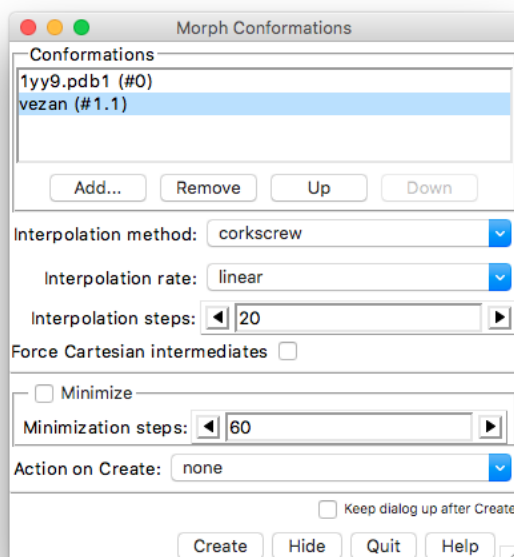 Morph Conformations
Conformations
1yy9.pdb1 (#0)
vezan (#1.1)
Add... Remove Up Down
Interpolation method: corkscrew
Interpolation rate: linear
Interpolation steps: 20
Force Cartesian intermediates
Minimize
Minimization steps: 60
Action on Create: none
Keep dialog up after Create
Create Hide Quit Help